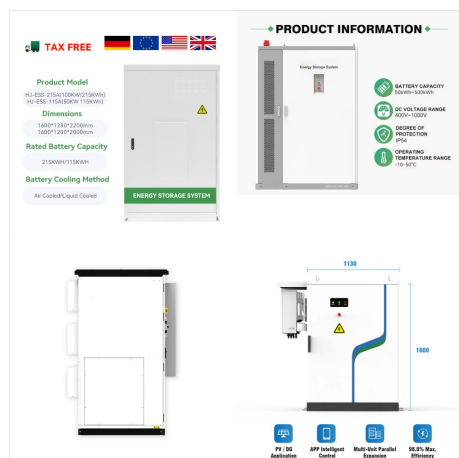 TAX FREE
Product Model
HJ-ESS-215A(100KW/215KWh)
HJ-ESS-115A(50KW 115KWh)
Dimensions
1600*1280*2200mm
1600*1200*2000mm
Rated Battery Capacity
215KWH/115KWH
Battery Cooling Method
Air Cooled/Liquid Cooled
ENERGY STORAGE SYSTEM
PRODUCT INFORMATION
Energy Storage System
BATTERY CAPACITY
50kWh~500kWh
DC VOLTAGE RANGE
400V~1000V
DEGREE OF
PROTECTION
IP54
OPERATING
TEMPERATURE RANGE
-10~50°C
1130
1800
PV / DG
Application
APP Intelligent
Control
Multi-Unit Parallel
Expansion
98.8% Max.
Efficiency